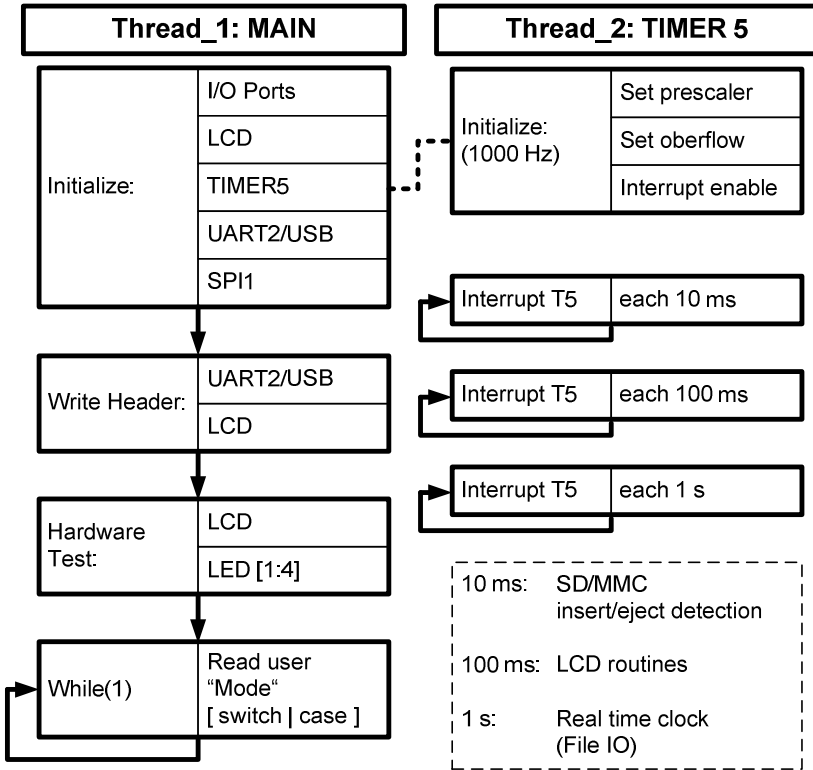 Thread_1: MAIN
Initialize:
I/O Ports
LCD
TIMER5
UART2/USB
SPI1
Write Header:
UART2/USB
LCD
Hardware
Test:
LCD
LED [1:4]
While(1)
Read user
“Mode“
[ switch | case ]
Thread_2: TIMER 5
Initialize:
(1000 Hz)
Set prescaler
Set oberflow
Interrupt enable
Interrupt T5
each 10 ms
Interrupt T5
each 100 ms
Interrupt T5
each 1 s
10 ms: SD/MMC
insert/eject detection
100 ms: LCD routines
1 s: Real time clock
(File IO)